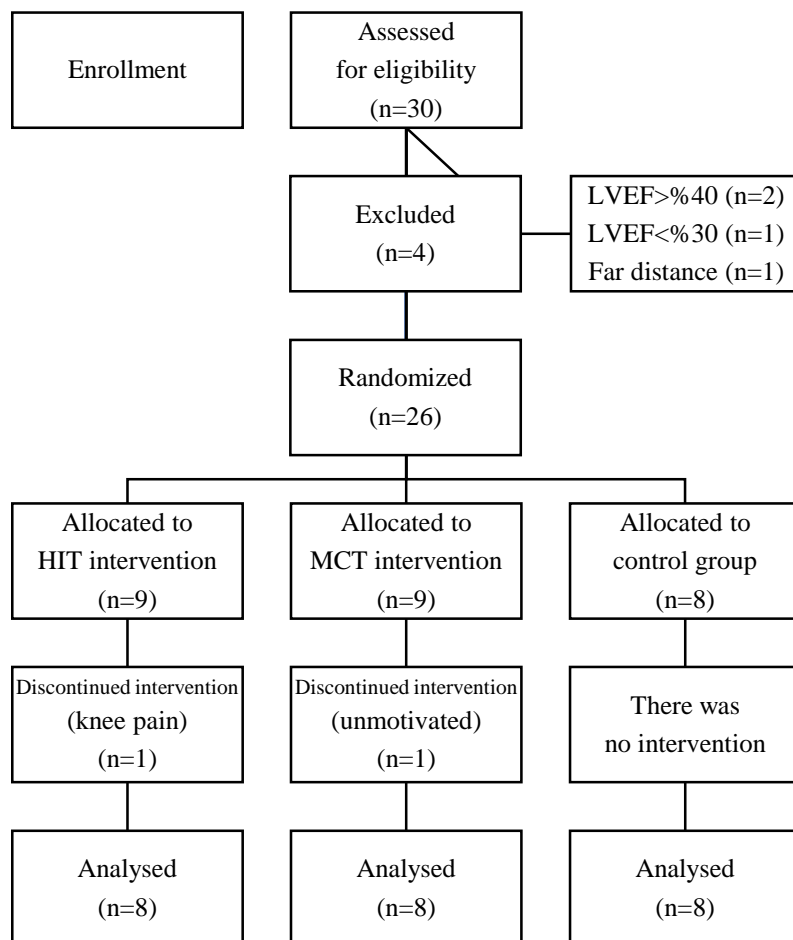 Enrollment
Assessed
for eligibility
(n=30)
Excluded
(n=4)
LVEF>%40 (n=2)
LVEF<%30 (n=1)
Far distance (n=1)
Randomized
(n=26)
Allocated to
HIT intervention
(n=9)
Allocated to
MCT intervention
(n=9)
Allocated to
control group
(n=8)
Discontinued intervention
(knee pain)
(n=1)
Discontinued intervention
(unmotivated)
(n=1)
There was
no intervention
Analysed
(n=8)
Analysed
(n=8)
Analysed
(n=8)